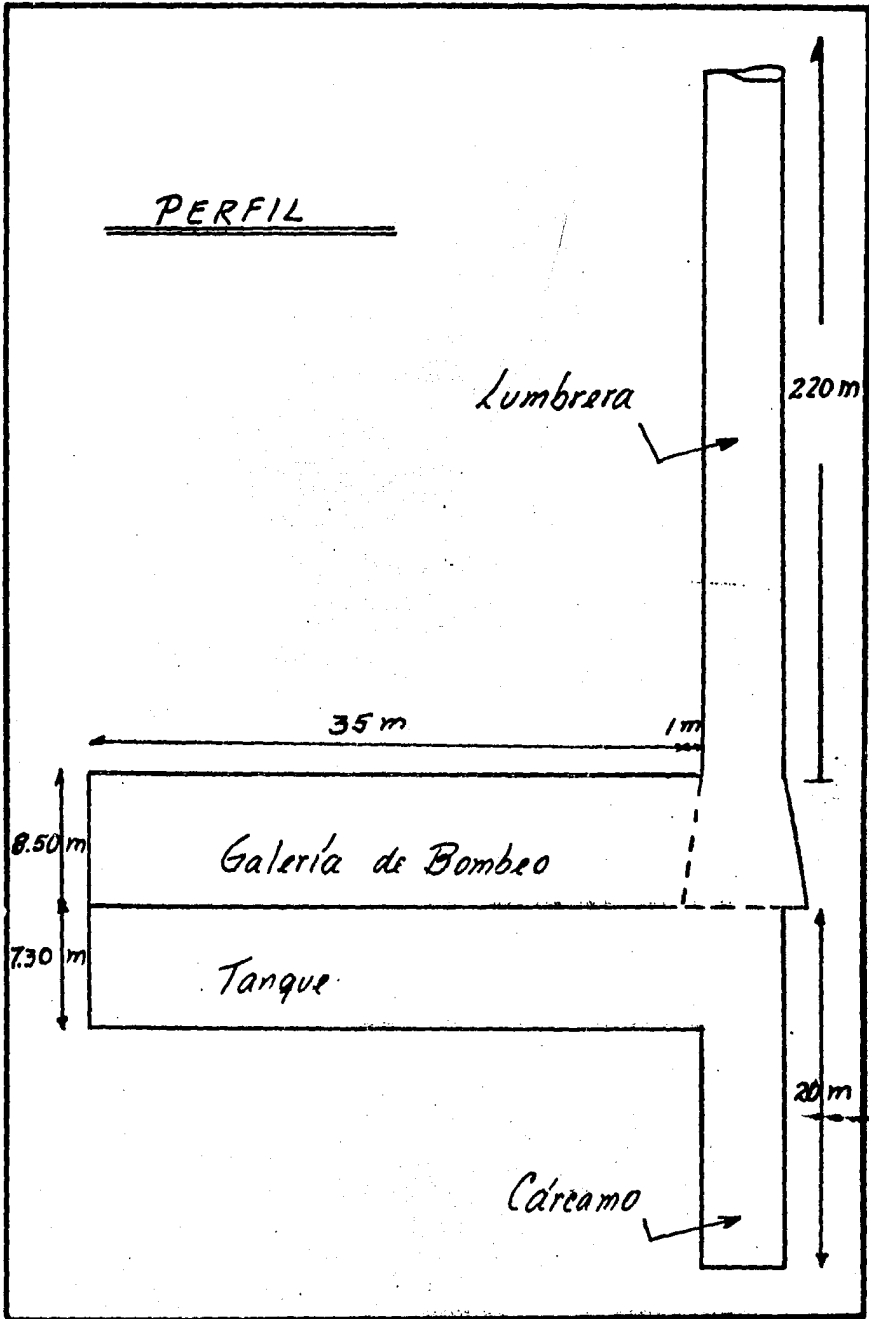 PERFIL
Lumbrera
220 m
35 m
1 m
8.50 m
Galería de Bombeo
7.30 m
Tanque
20 m
Cárcamo